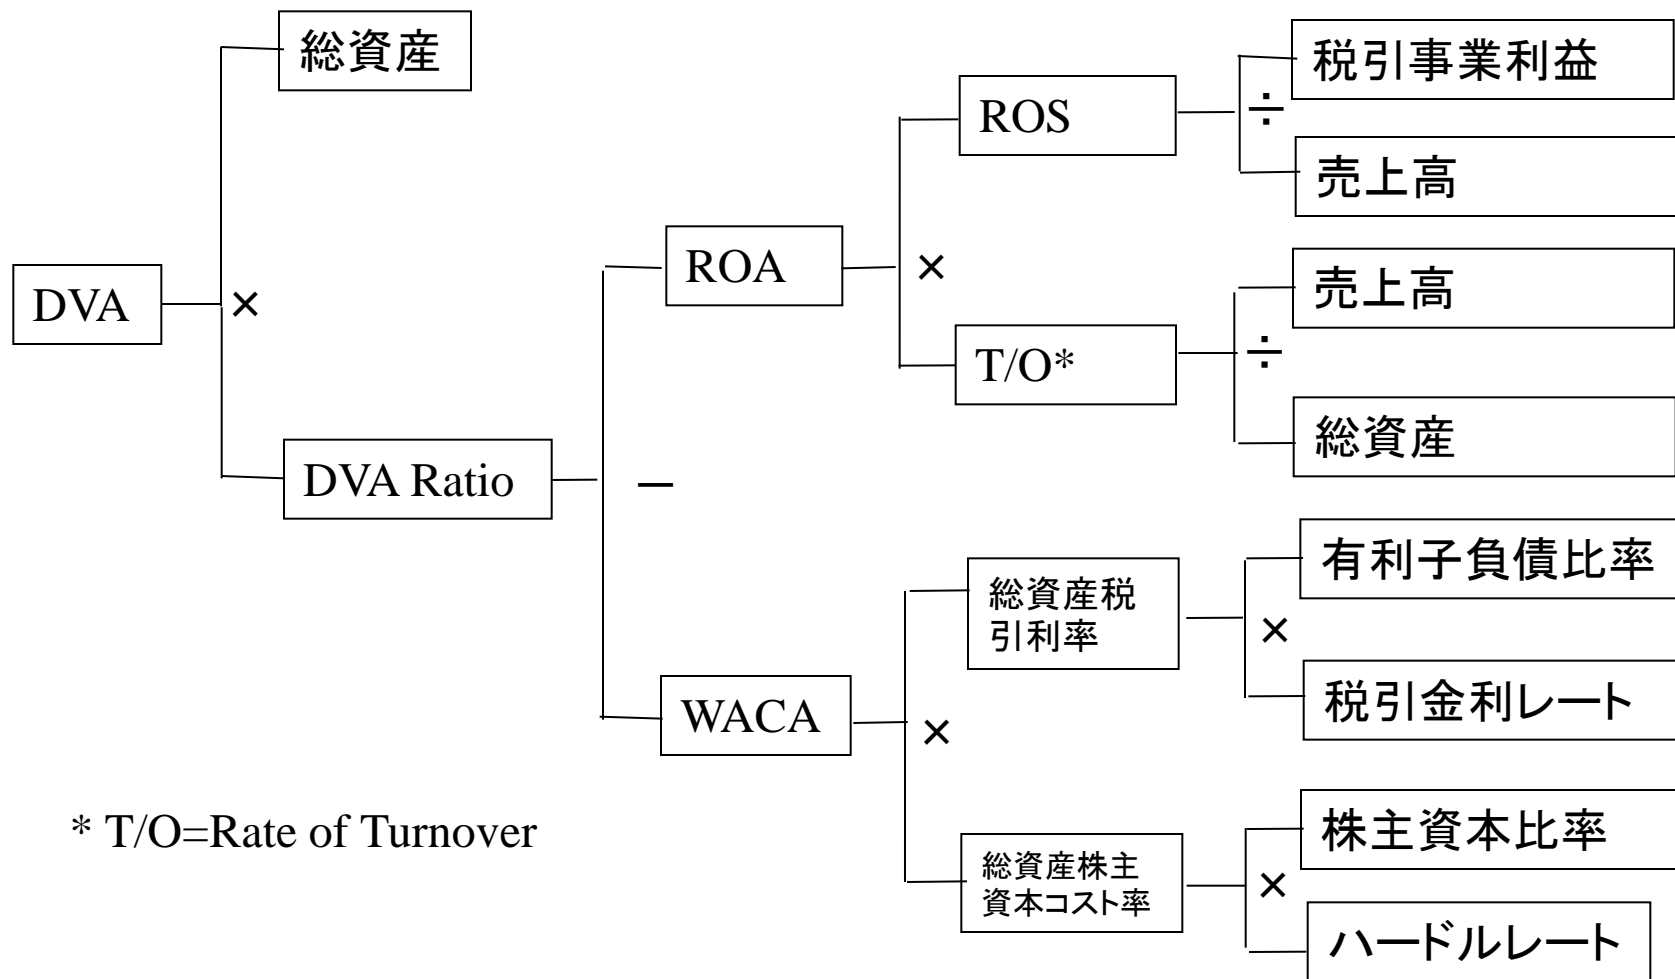 総資産
税引事業利益
ROS
÷
売上高
ROA
×
売上高
DVA
×
T/O*
÷
総資産
DVA Ratio
－
有利子負債比率
総資産税
引利率
×
税引金利レート
WACA
×
* T/O=Rate of Turnover
株主資本比率
総資産株主
資本コスト率
×
ハードルレート